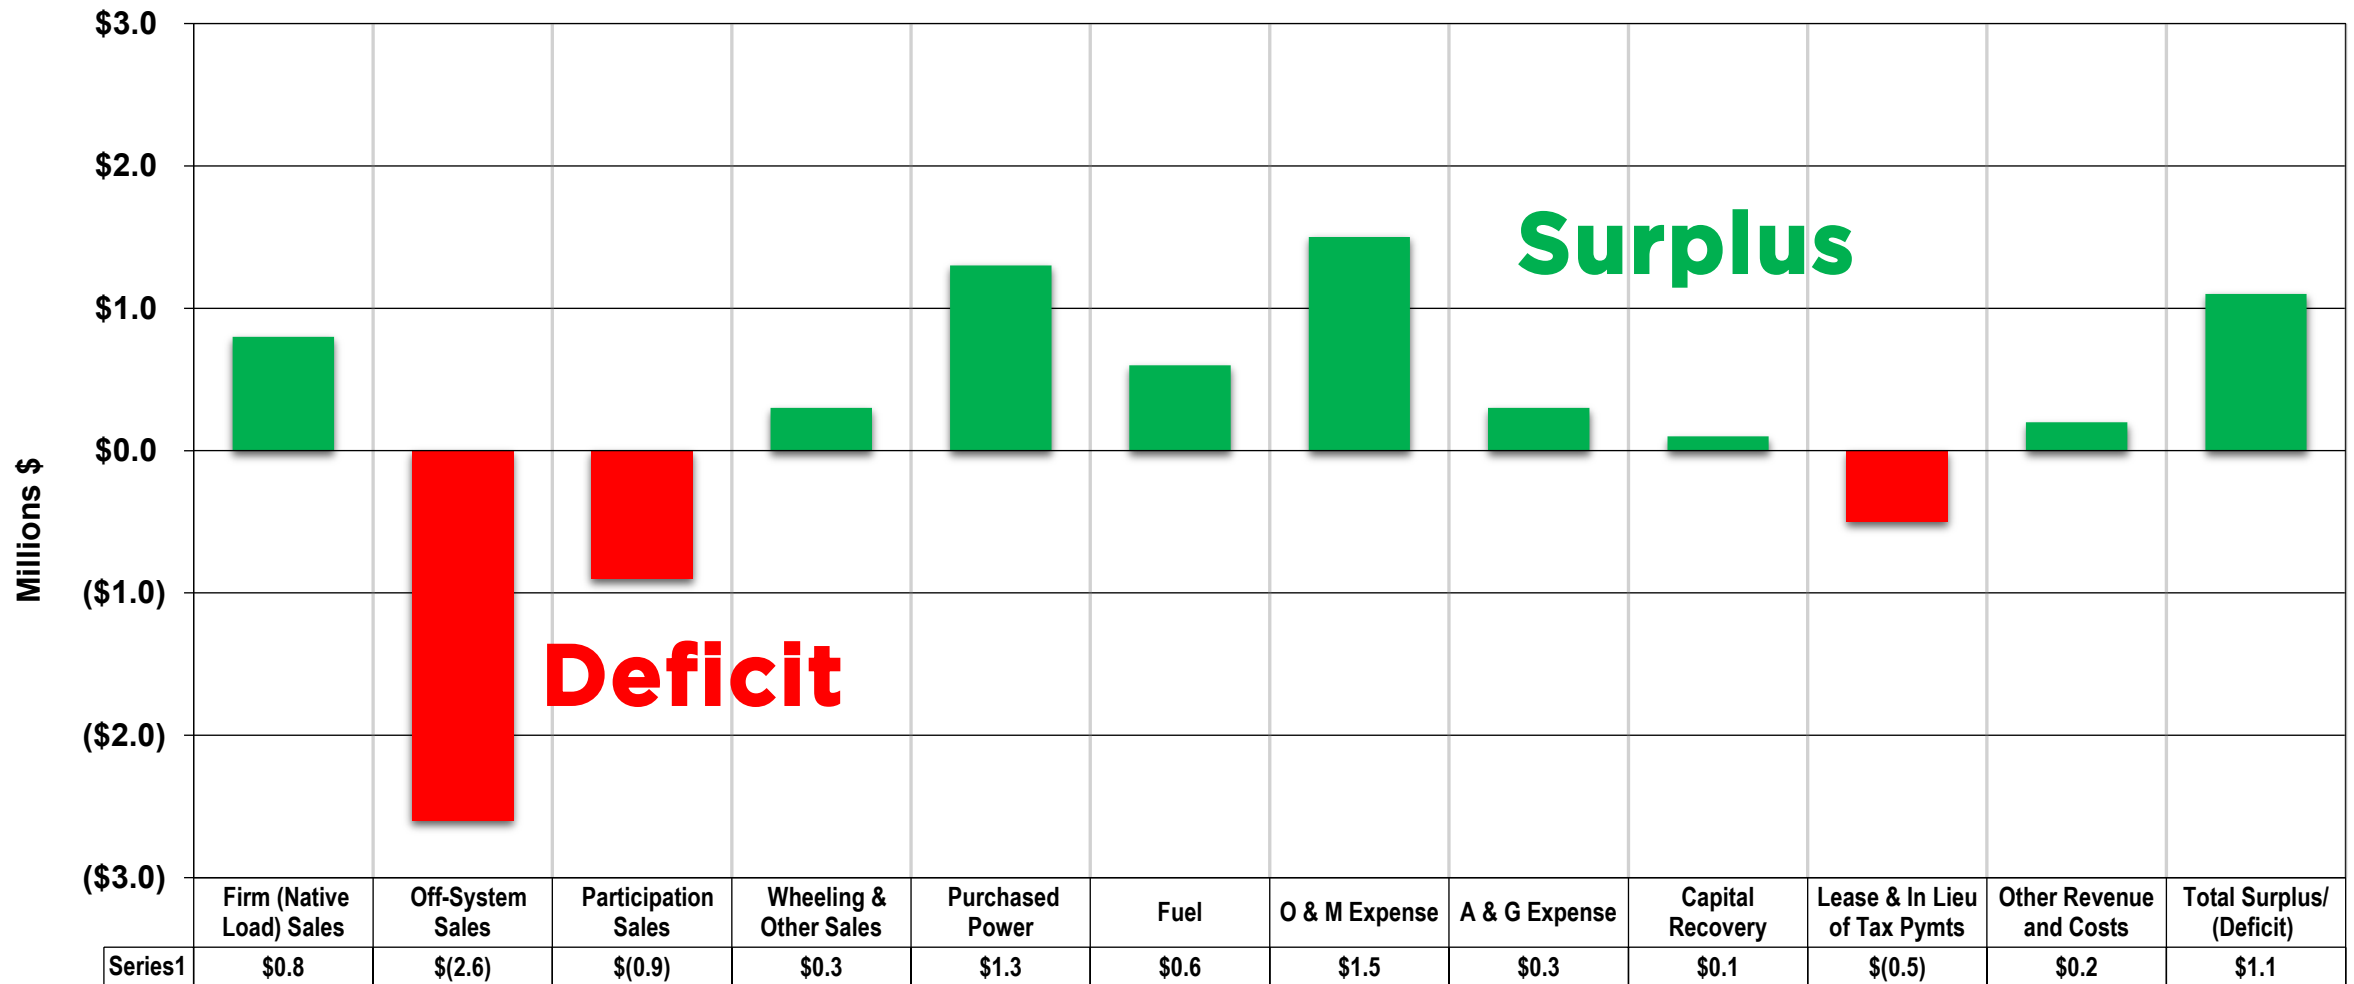 $3.0
$2.0
Surplus
$1.0
$0.0
Millions $
($1.0)
Deficit
($2.0)
($3.0)
Firm (Native
Load) Sales
Off-System
Sales
Participation
Sales
Wheeling &
Other Sales
Purchased
Power
Fuel
O & M Expense
A & G Expense
Capital
Recovery
Lease & In Lieu
of Tax Pymts
Other Revenue
and Costs
Total Surplus/
(Deficit)
Series1 $0.8 $(2.6) $(0.9) $0.3 $1.3 $0.6 $1.5 $0.3 $0.1 $(0.5) $0.2 $1.1